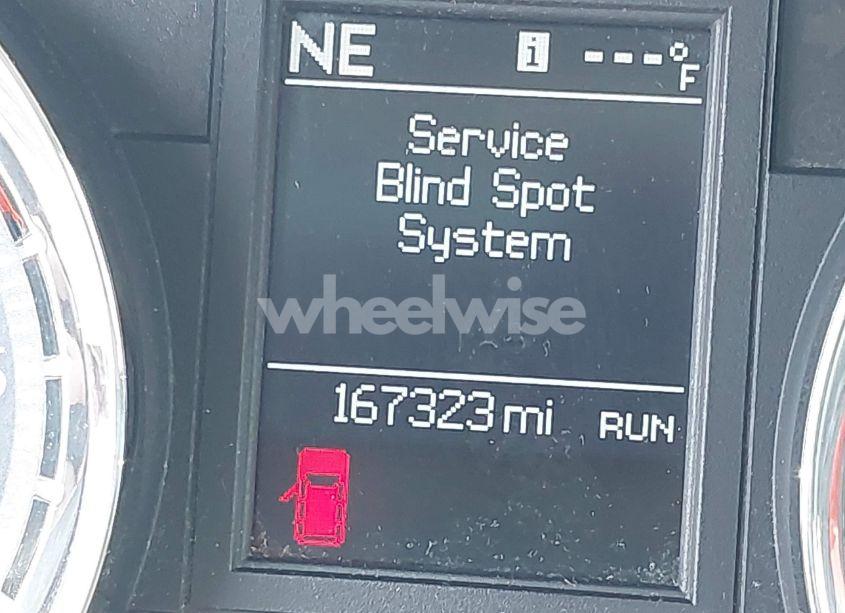 NE i ---°F
Service
Blind Spot
System
wheelwise
167323 mi RUN